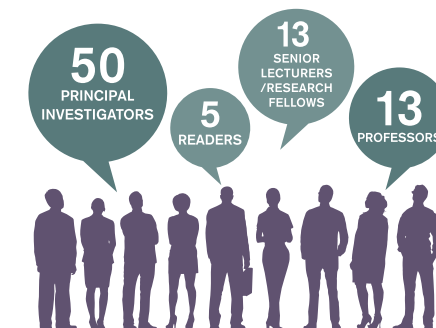 50
PRINCIPAL
INVESTIGATORS
5
READERS
13
SENIOR
LECTURERS
/RESEARCH
FELLOWS
13
PROFESSORS